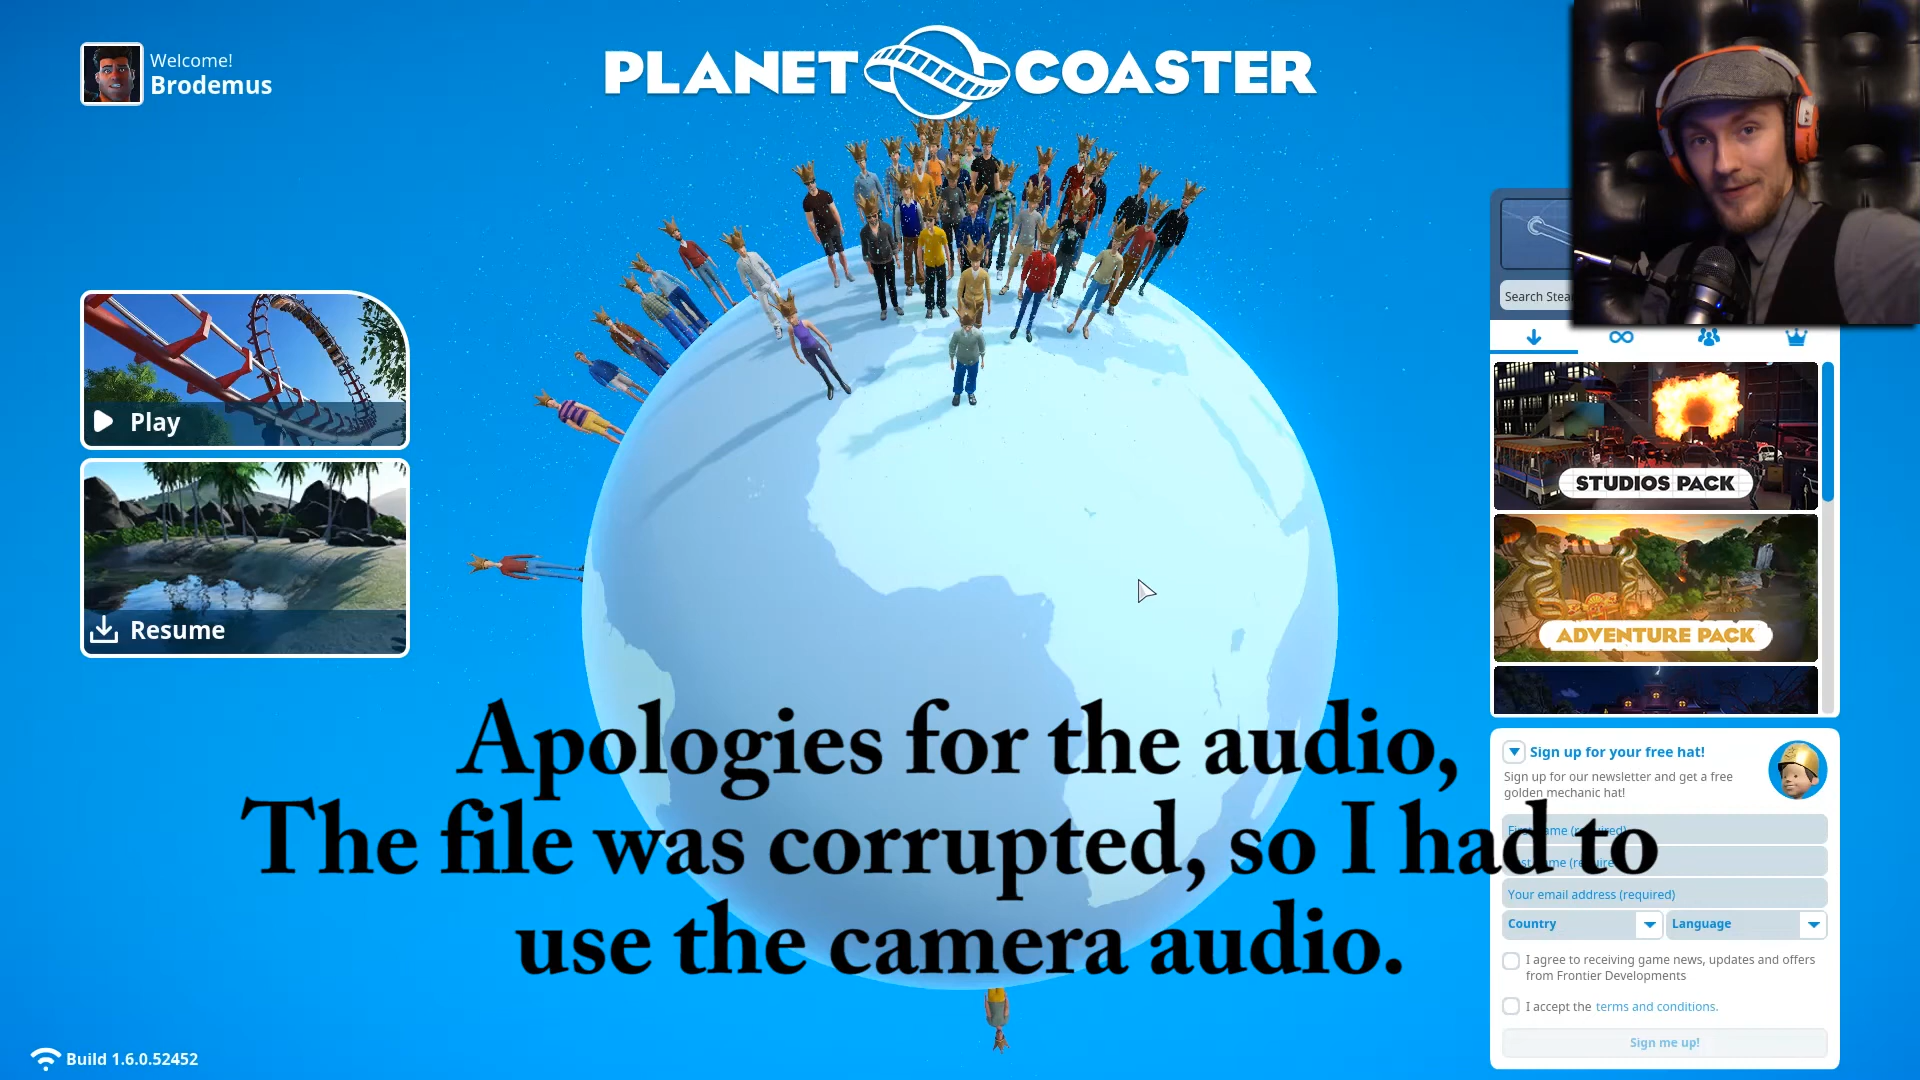 Welcome!
Brodemus
PLANET COASTER
Play
Resume
Search Stea
STUDIOS PACK
ADVENTURE PACK
Sign up for your free hat!
Sign up for our newsletter and get a free
golden mechanic hat!
Your email address (required)
Country
Language
I agree to receiving game news, updates and offers
from Frontier Developments
I accept the terms and conditions.
Sign me up!
Apologies for the audio,
The file was corrupted, so I had to
use the camera audio.
Build 1.6.0.52452